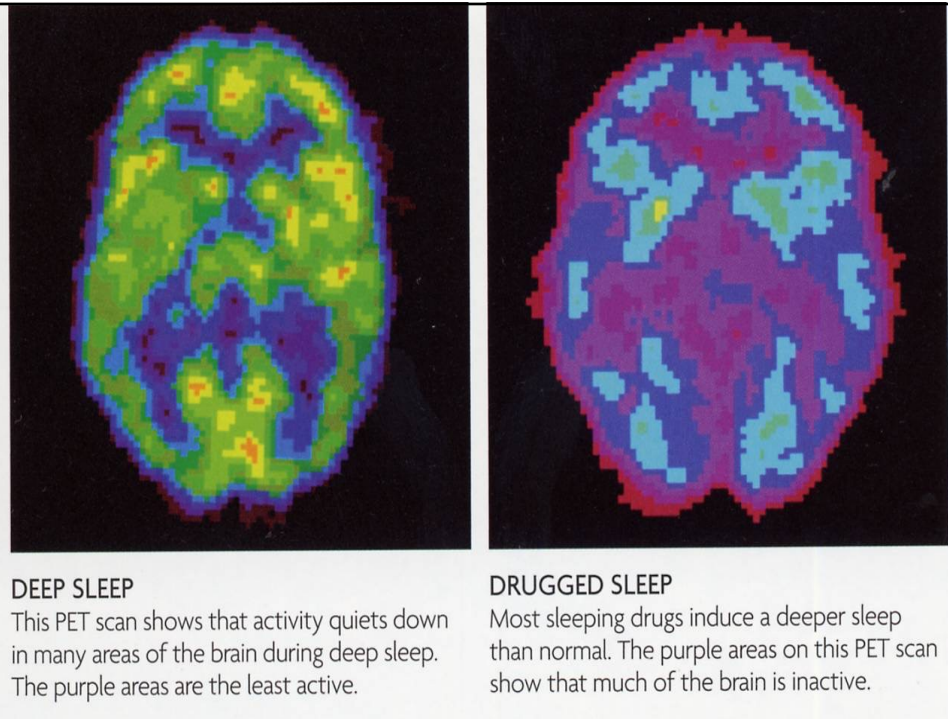 DEEP SLEEP
This PET scan shows that activity quiets down
in many areas of the brain during deep sleep.
The purple areas are the least active.
DRUGGED SLEEP
Most sleeping drugs induce a deeper sleep
than normal. The purple areas on this PET scan
show that much of the brain is inactive.